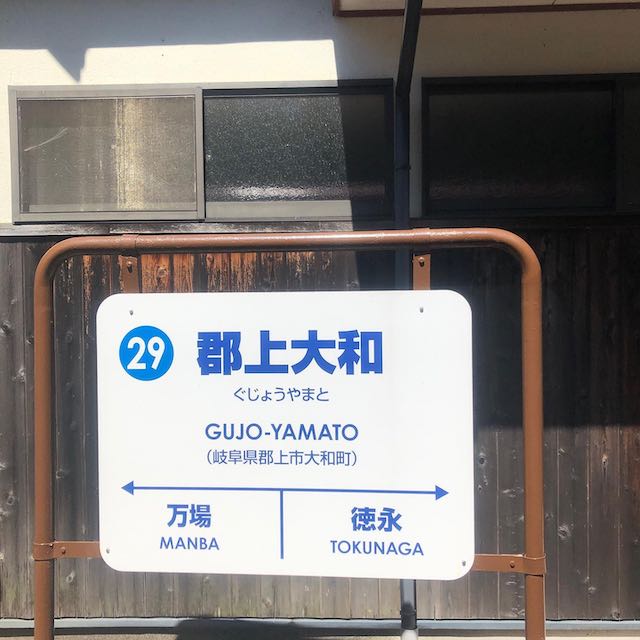 29 郡上大和
ぐじょうやまと
GUJO-YAMATO
(岐阜県郡上市大和町)
万場 徳永
MANBA TOKUNAGA